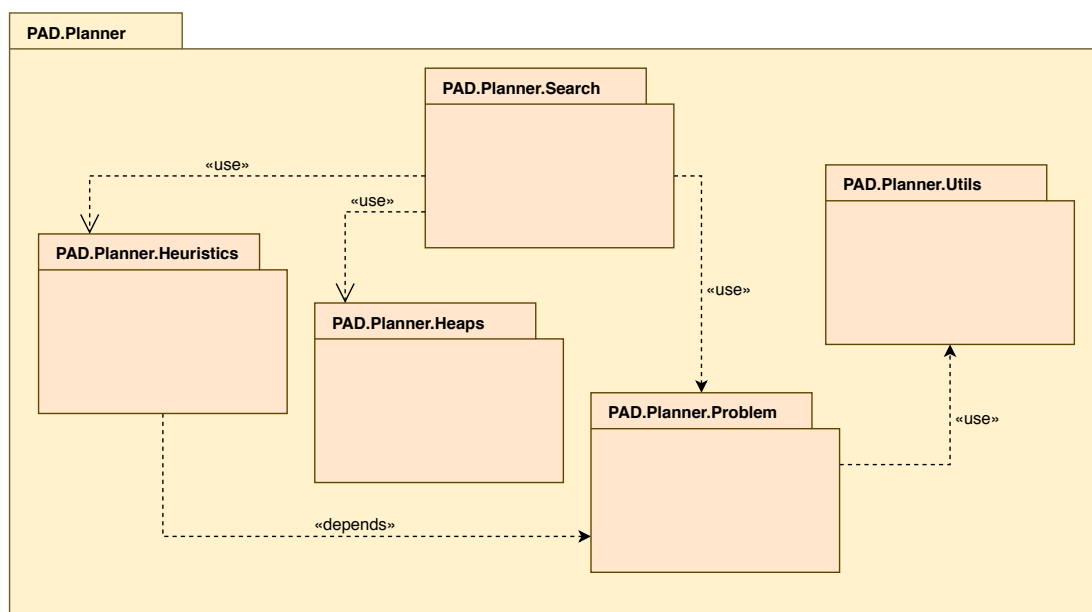 PAD.Planner
PAD.Planner.Search
«use»
«use»
PAD.Planner.Utils
PAD.Planner.Heuristics
«use»
PAD.Planner.Heaps
PAD.Planner.Problem
«use»
«depends»